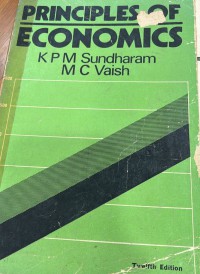 PRINCIPLES OF
ECONOMICS
K P M Sundharam
M C Vaish
Twelfth Edition